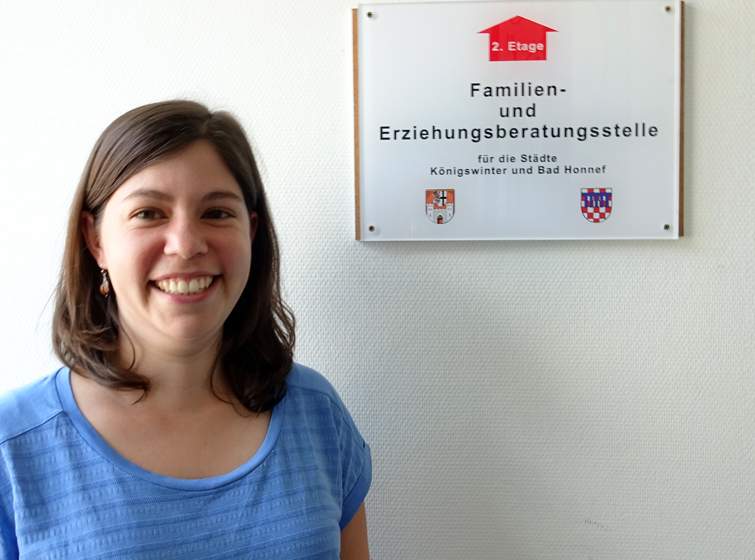 2. Etage
Familien-
und
Erziehungsberatungsstelle
für die Städte
Königswinter und Bad Honnef